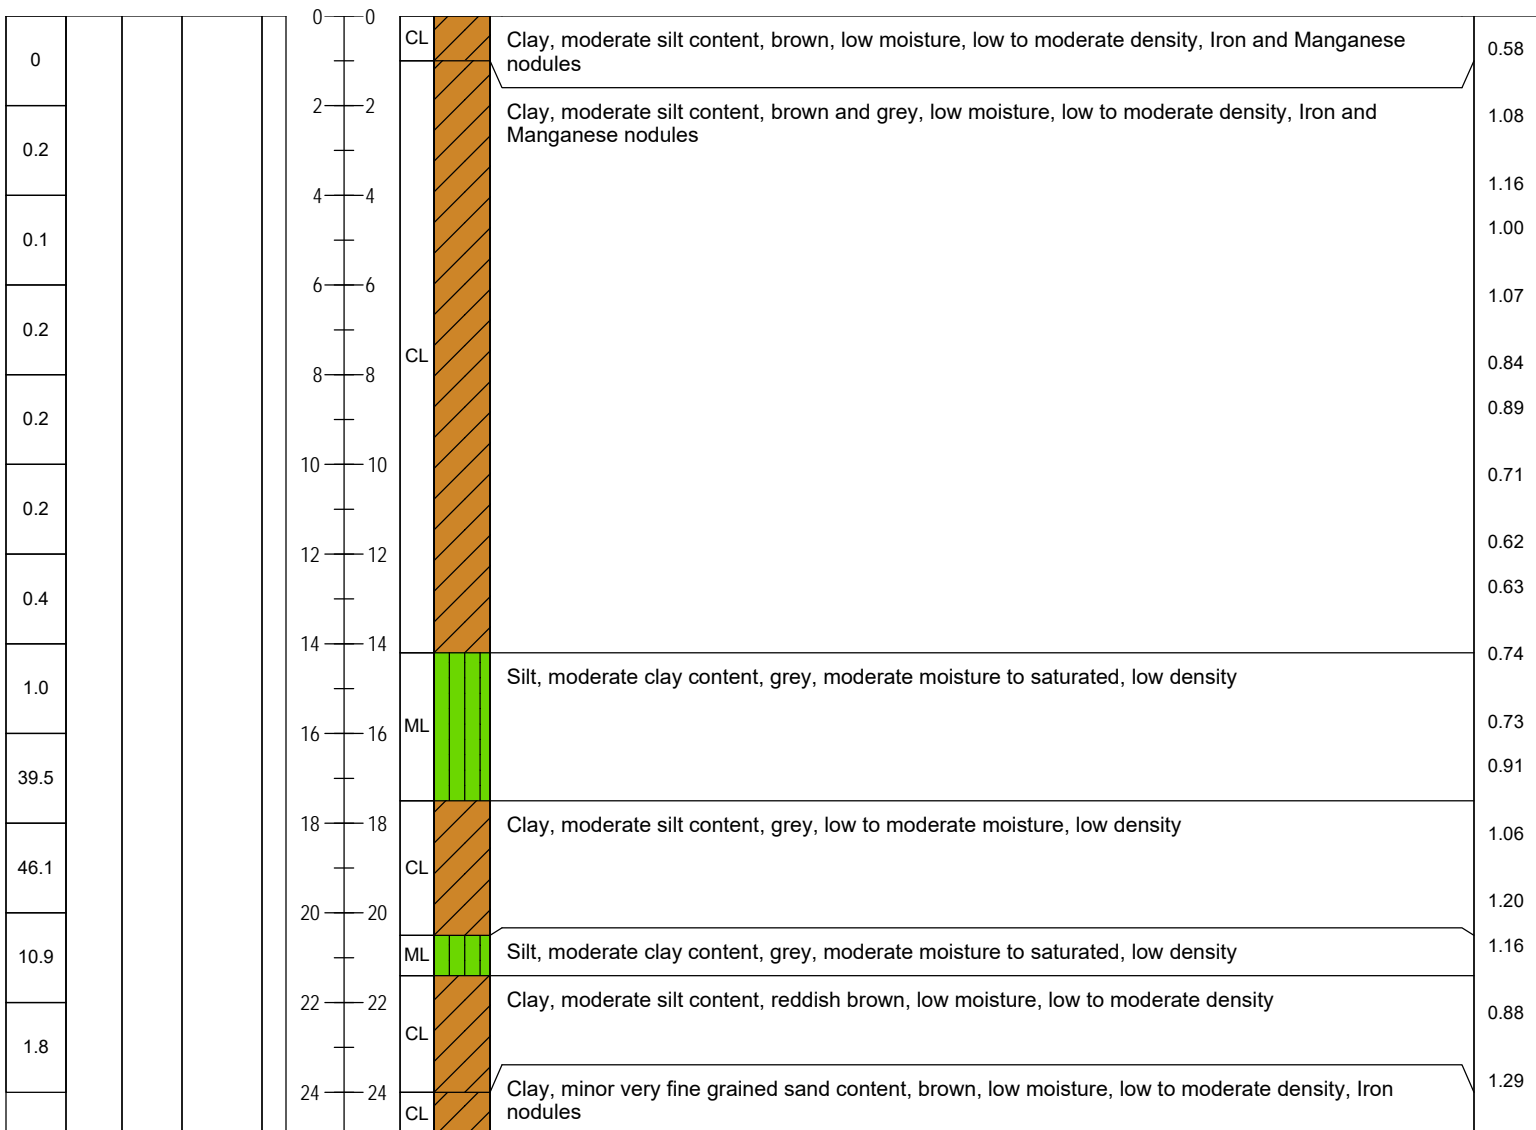 0 0
CL
Clay, moderate silt content, brown, low moisture, low to moderate density, Iron and Manganese
nodules
0.58
0
2 2
Clay, moderate silt content, brown and grey, low moisture, low to moderate density, Iron and
Manganese nodules
1.08
0.2
1.16
4 4
1.00
0.1
6 6
1.07
0.2
CL
0.84
8 8
0.89
0.2
10 10
0.71
0.2
0.62
12 12
0.63
0.4
14 14
0.74
Silt, moderate clay content, grey, moderate moisture to saturated, low density
1.0
ML
0.73
16 16
0.91
39.5
18 18
Clay, moderate silt content, grey, low to moderate moisture, low density
1.06
46.1
CL
1.20
20 20
1.16
10.9
ML
Silt, moderate clay content, grey, moderate moisture to saturated, low density
22 22
Clay, moderate silt content, reddish brown, low moisture, low to moderate density
0.88
CL
1.8
1.29
24 24
Clay, minor very fine grained sand content, brown, low moisture, low to moderate density, Iron
nodules
CL